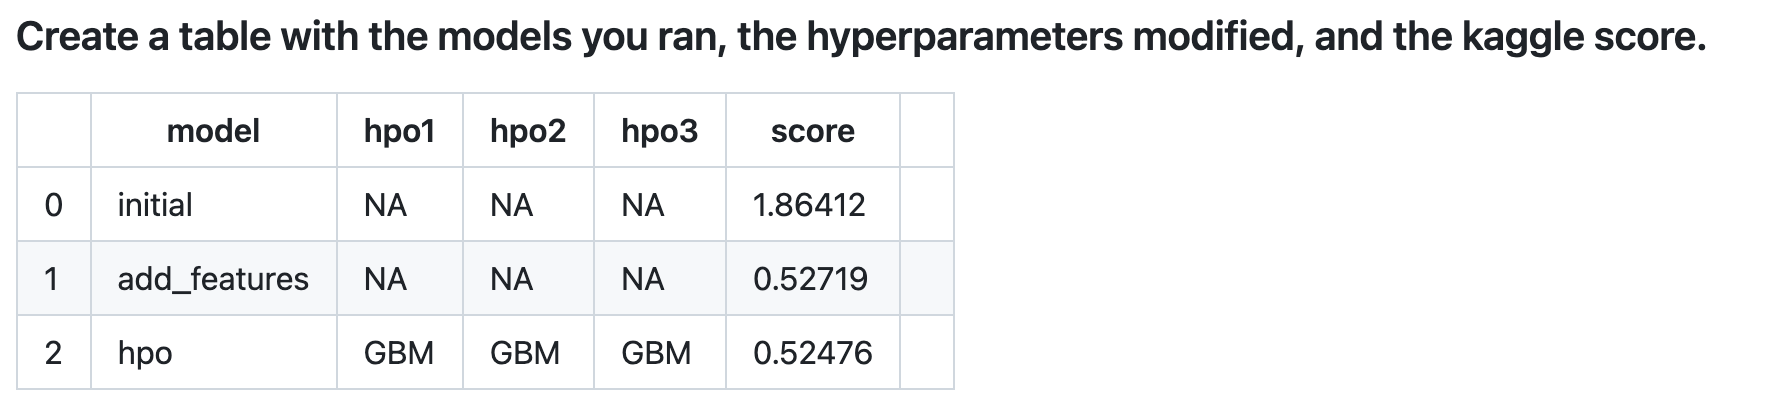 Create a table with the models you ran, the hyperparameters modified, and the kaggle score.
model hpo1 hpo2 hpo3 score
0 initial NA NA NA 1.86412
1 add_features NA NA NA 0.52719
2 hpo GBM GBM GBM 0.52476